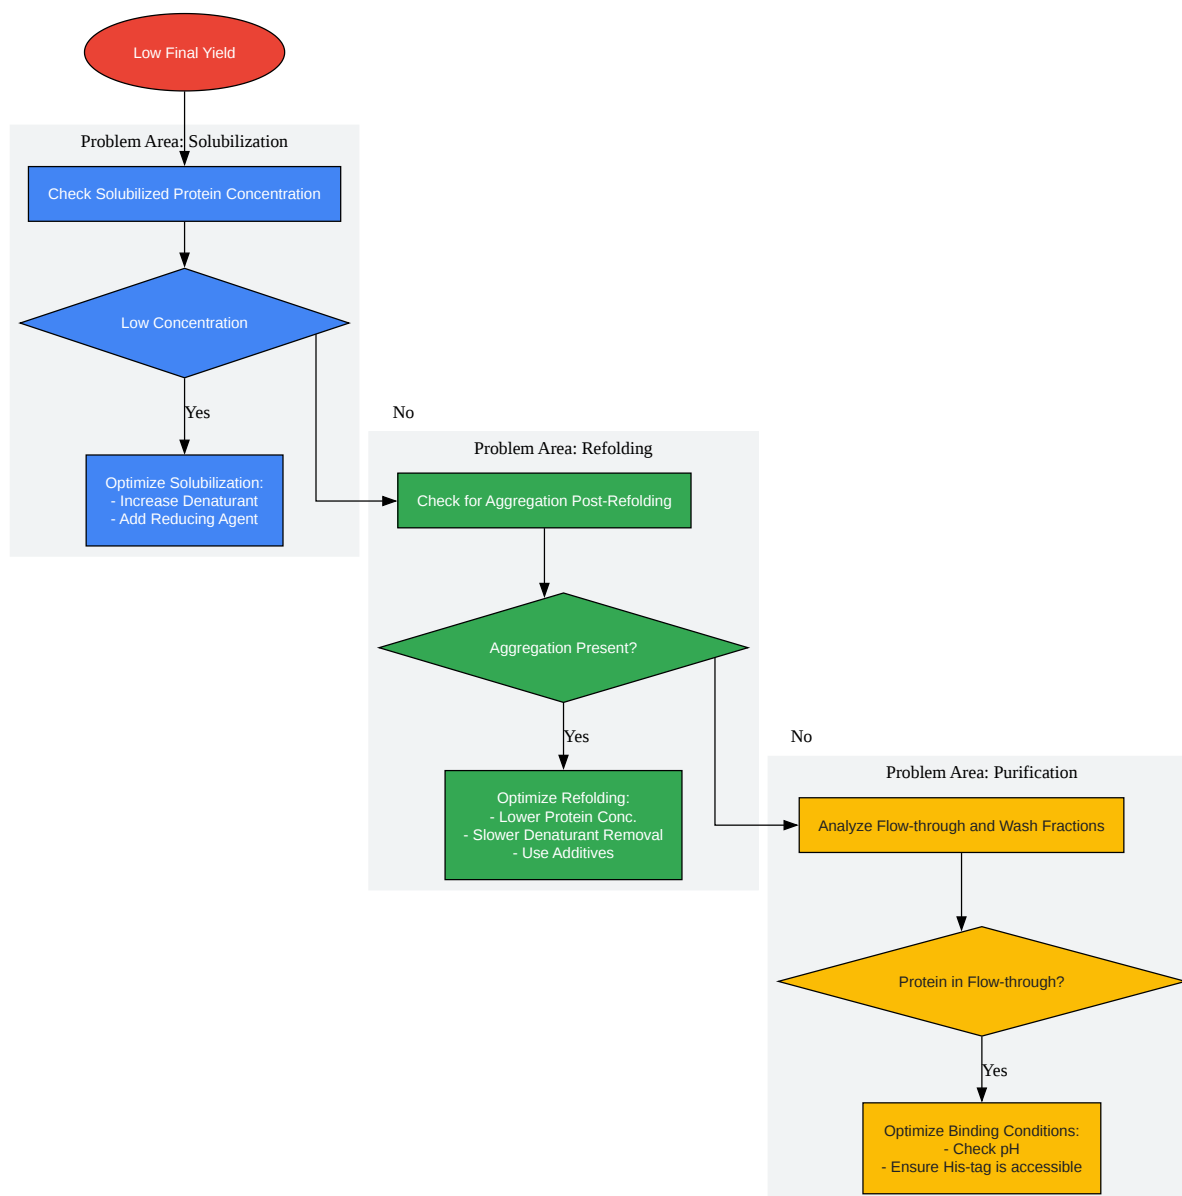 Low Final Yield
Problem Area: Solubilization
Check Solubilized Protein Concentration
Low Concentration
Yes
No
Optimize Solubilization:
- Increase Denaturant
- Add Reducing Agent
Problem Area: Refolding
Check for Aggregation Post-Refolding
Aggregation Present?
Yes
No
Optimize Refolding:
- Lower Protein Conc.
- Slower Denaturant Removal
- Use Additives
Problem Area: Purification
Analyze Flow-through and Wash Fractions
Protein in Flow-through?
Yes
Optimize Binding Conditions:
- Check pH
- Ensure His-tag is accessible